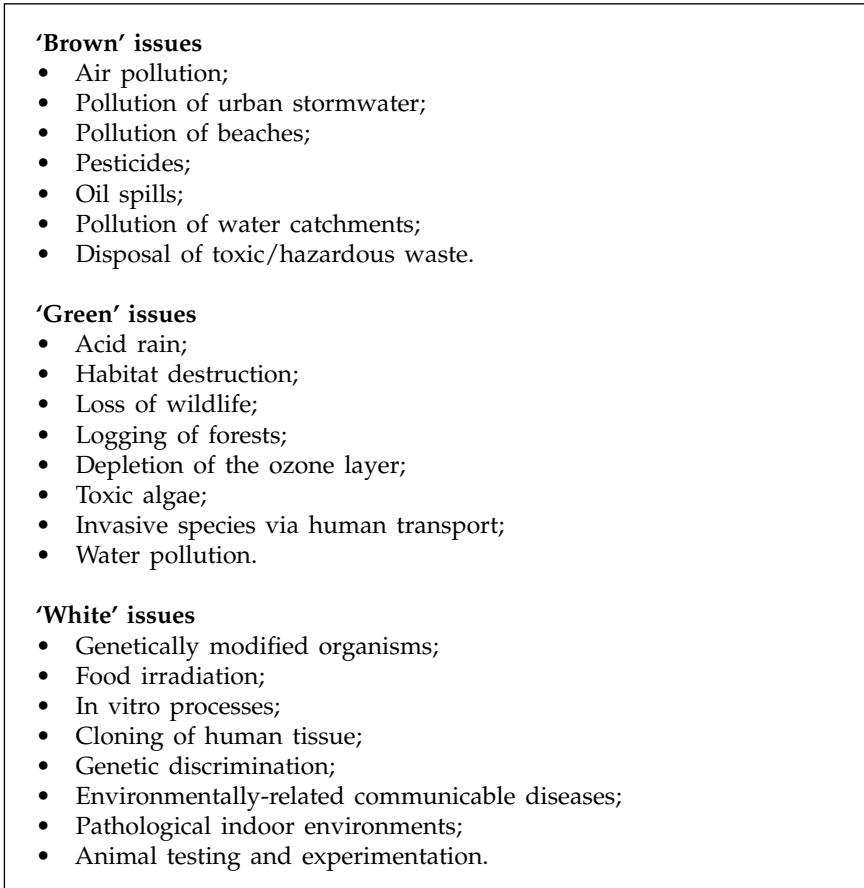 ‘Brown’ issues
• Air pollution;
• Pollution of urban stormwater;
• Pollution of beaches;
• Pesticides;
• Oil spills;
• Pollution of water catchments;
• Disposal of toxic/hazardous waste.
‘Green’ issues
• Acid rain;
• Habitat destruction;
• Loss of wildlife;
• Logging of forests;
• Depletion of the ozone layer;
• Toxic algae;
• Invasive species via human transport;
• Water pollution.
‘White’ issues
• Genetically modified organisms;
• Food irradiation;
• In vitro processes;
• Cloning of human tissue;
• Genetic discrimination;
• Environmentally-related communicable diseases;
• Pathological indoor environments;
• Animal testing and experimentation.